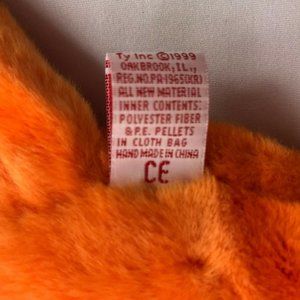 Ty Inc ©1999
OAKBROOK, IL.,
REG.NO.PA-1965(KR)
ALL NEW MATERIAL
INNER CONTENTS:
POLYESTER FIBER
& P.E. PELLETS
IN CLOTH BAG
HAND MADE IN CHINA
CE